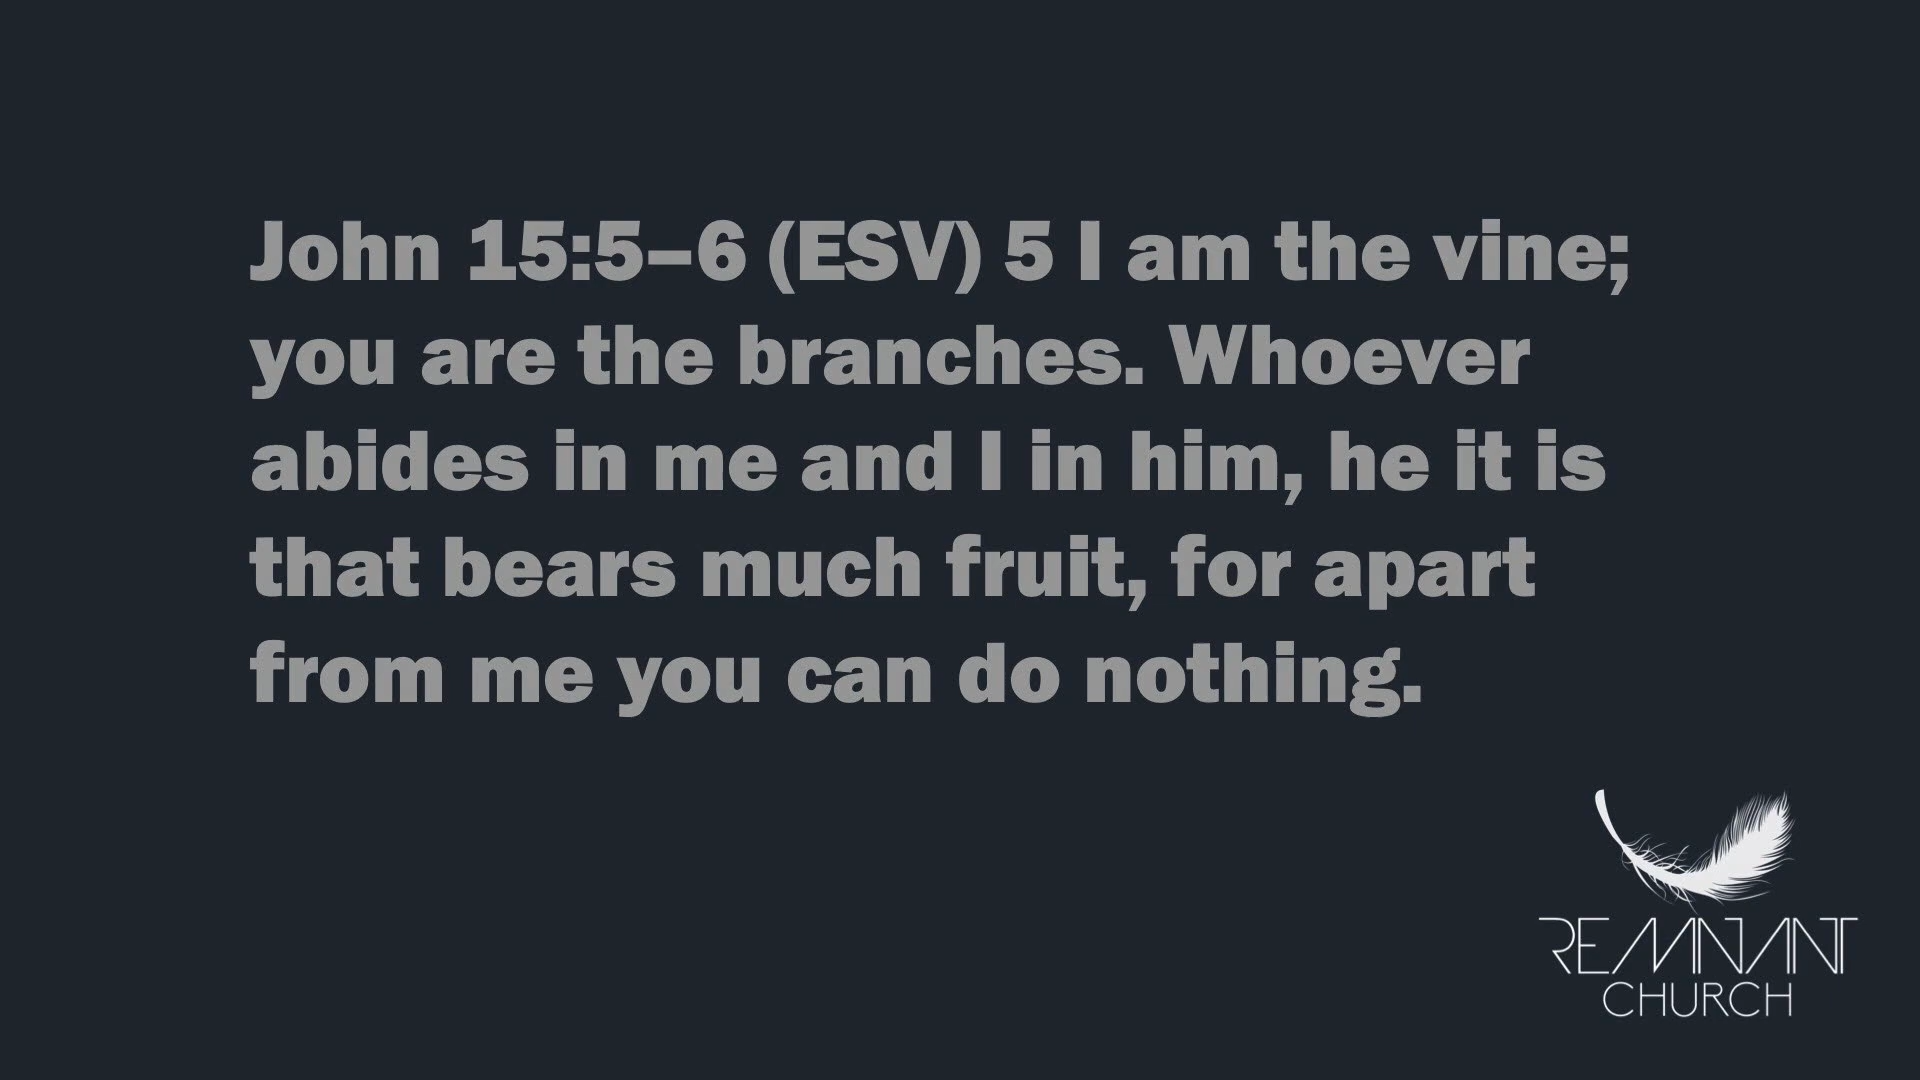 John 15:5–6 (ESV) 5 I am the vine;
you are the branches. Whoever
abides in me and I in him, he it is
that bears much fruit, for apart
from me you can do nothing.
REMNANT
CHURCH